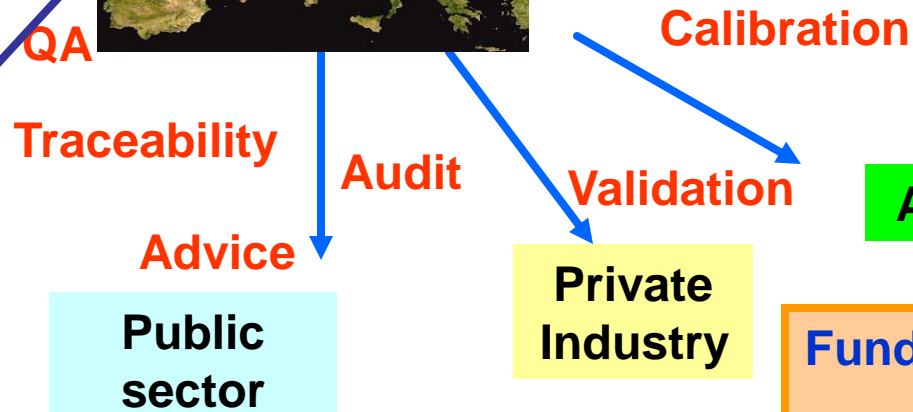 Calibration
QA
Traceability
Audit
Validation
Advice
Private
Industry
Public
sector